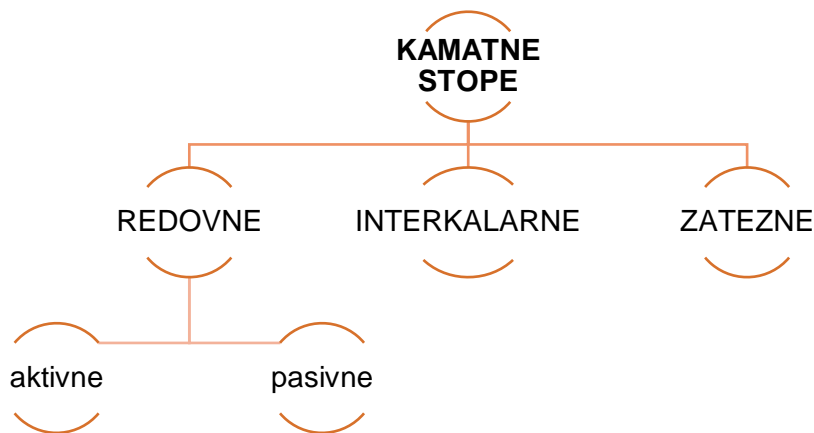 KAMATNE
STOPE
REDOVNE
INTERKALARNE
ZATEZNE
aktivne
pasivne